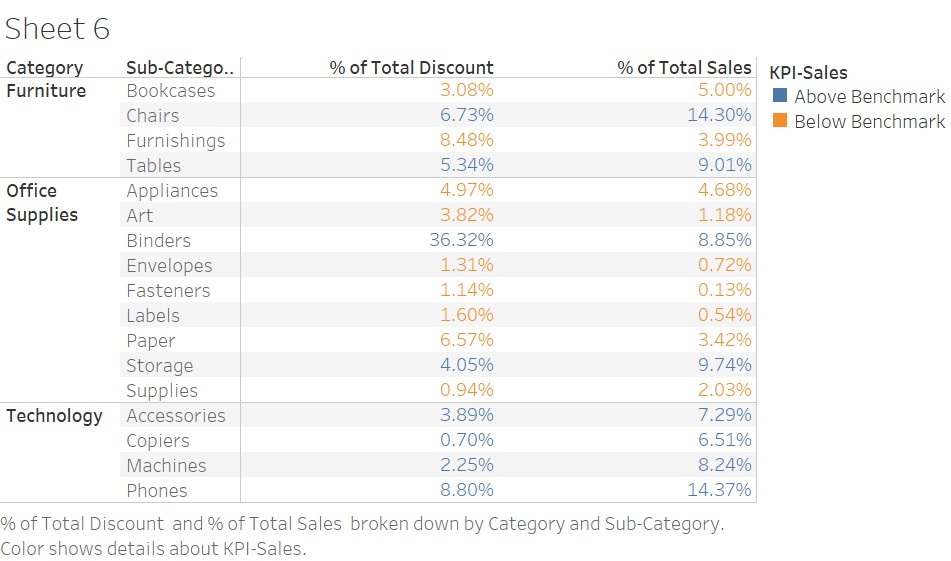 Sheet 6
Category Sub-Catego.. % of Total Discount % of Total Sales
Furniture Bookcases 3.08% 5.00%
Chairs 6.73% 14.30%
Furnishings 8.48% 3.99%
Tables 5.34% 9.01%
Office Supplies Appliances 4.97% 4.68%
Art 3.82% 1.18%
Binders 36.32% 8.85%
Envelopes 1.31% 0.72%
Fasteners 1.14% 0.13%
Labels 1.60% 0.54%
Paper 6.57% 3.42%
Storage 4.05% 9.74%
Supplies 0.94% 2.03%
Technology Accessories 3.89% 7.29%
Copiers 0.70% 6.51%
Machines 2.25% 8.24%
Phones 8.80% 14.37%
KPI-Sales
Above Benchmark
Below Benchmark
% of Total Discount and % of Total Sales broken down by Category and Sub-Category.
Color shows details about KPI-Sales.